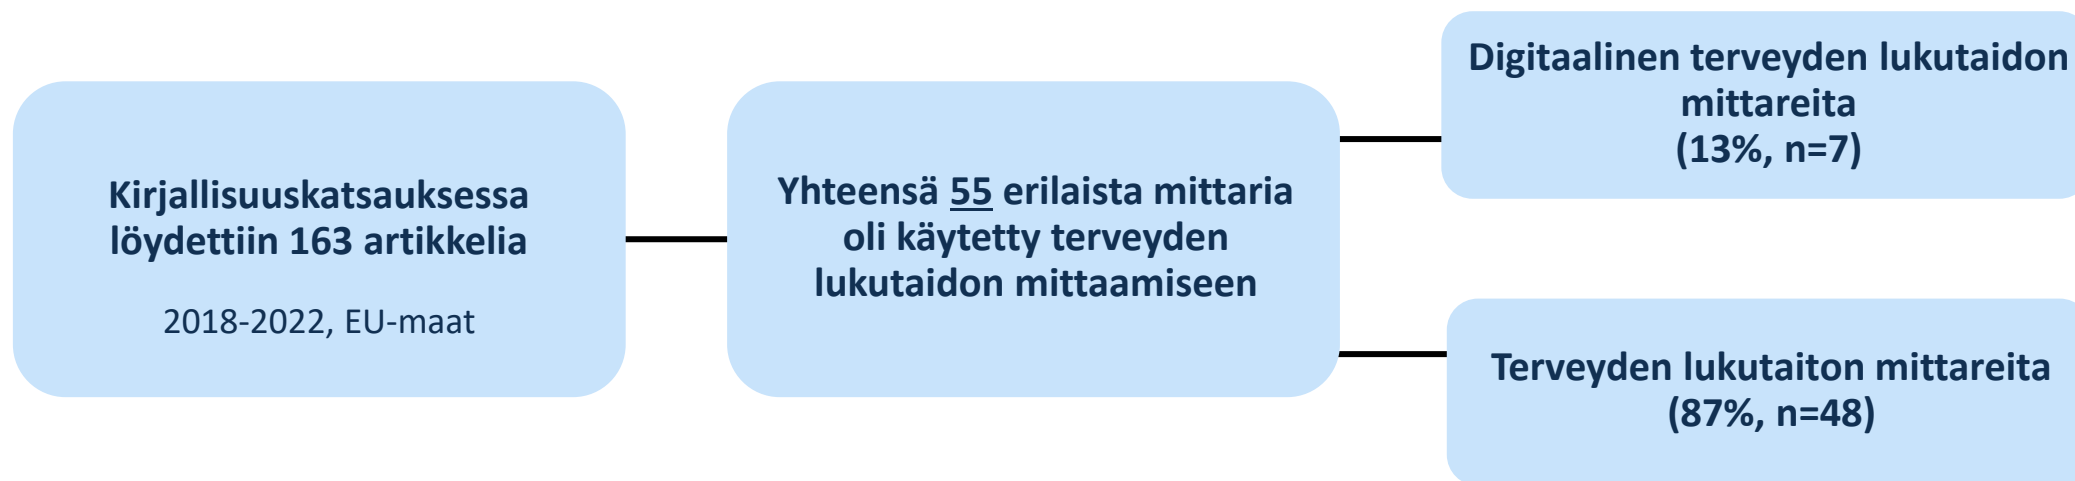 Kirjallisuuskatsauksessa
löydettiin 163 artikkelia
2018-2022, EU-maat
Yhteensä 55 erilaista mittaria
oli käytetty terveyden
lukutaidon mittaamiseen
Digitaalinen terveyden lukutaidon
mittareita
(13%, n=7)
Terveyden lukutaiton mittareita
(87%, n=48)